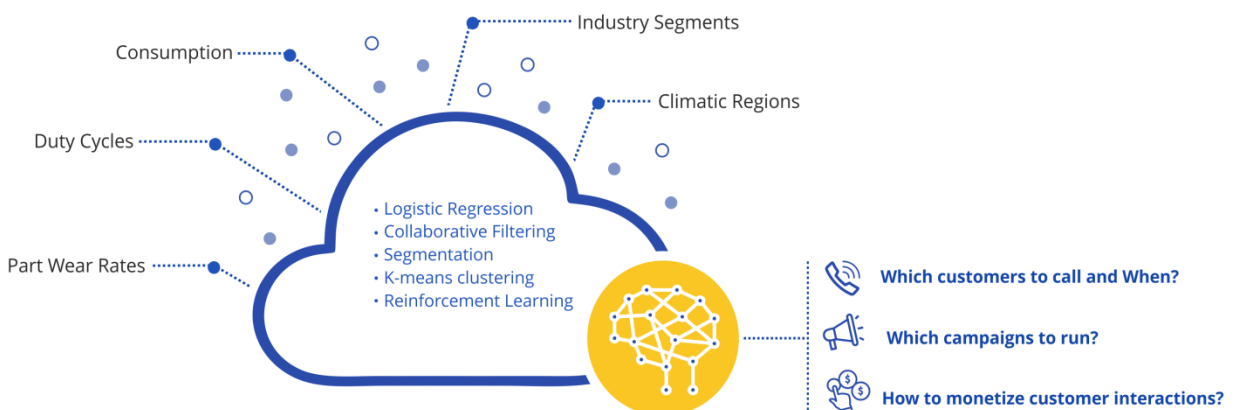 Industry Segments
Consumption
Climatic Regions
Duty Cycles
Part Wear Rates
• Logistic Regression
• Collaborative Filtering
• Segmentation
• K-means clustering
• Reinforcement Learning
Which customers to call and When?
Which campaigns to run?
$ $
How to monetize customer interactions?